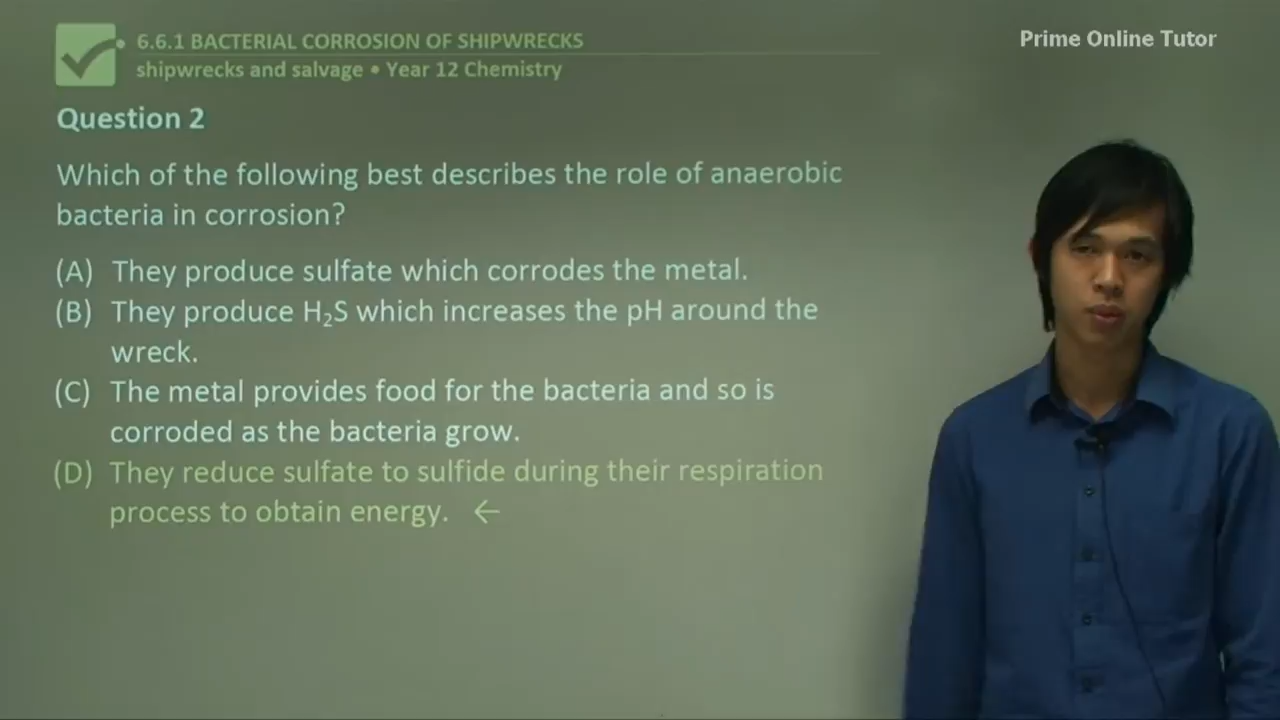 6.6.1 BACTERIAL CORROSION OF SHIPWRECKS
shipwrecks and salvage • Year 12 Chemistry
Prime Online Tutor
Question 2
Which of the following best describes the role of anaerobic
bacteria in corrosion?
(A) They produce sulfate which corrodes the metal.
(B) They produce H₂S which increases the pH around the
wreck.
(C) The metal provides food for the bacteria and so is
corroded as the bacteria grow.
(D) They reduce sulfate to sulfide during their respiration
process to obtain energy. ←